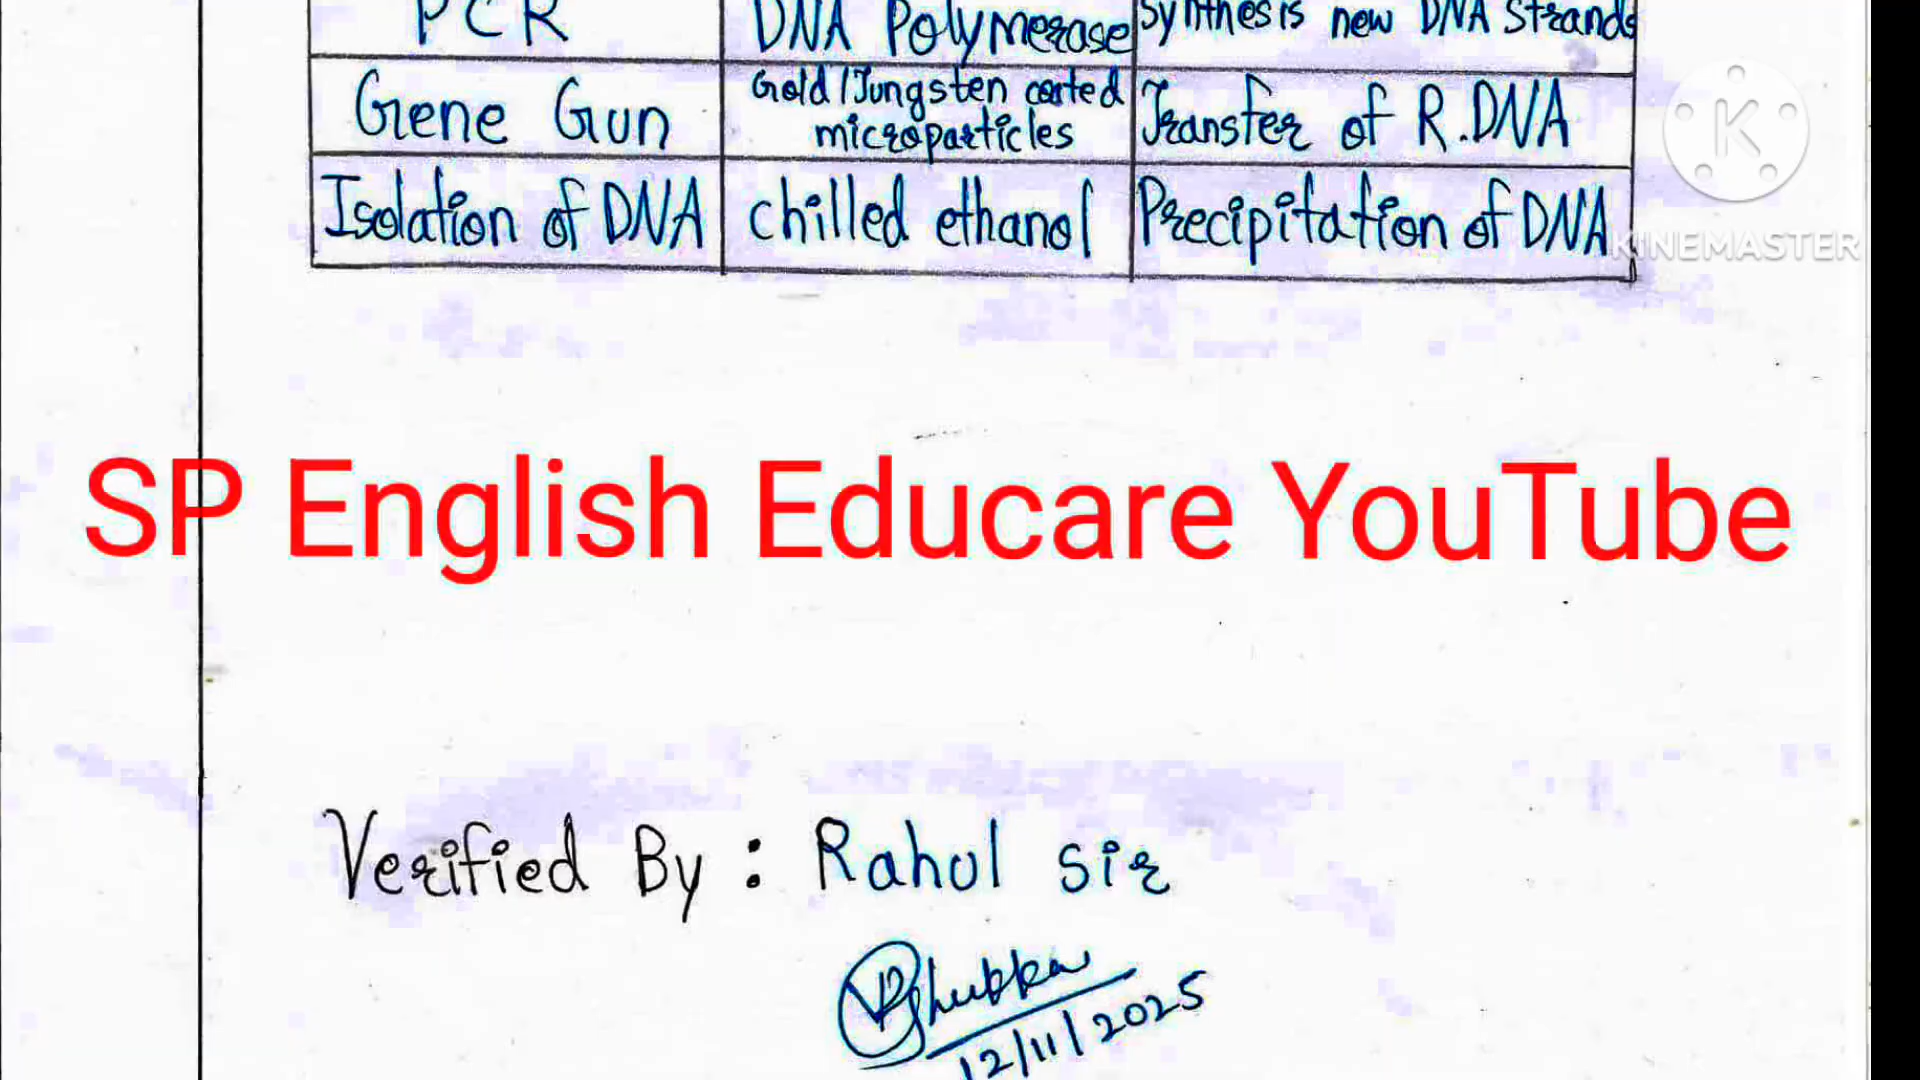 PCR DNA Polymerase Synthesis new DNA Strands
Gene Gun Gold/Tungsten coated microparticles Transfer of R.DNA
Isolation of DNA chilled ethanol Precipitation of DNA
KINEMASTER
SP English Educare YouTube
Verified By : Rahul sir
12/11/2025